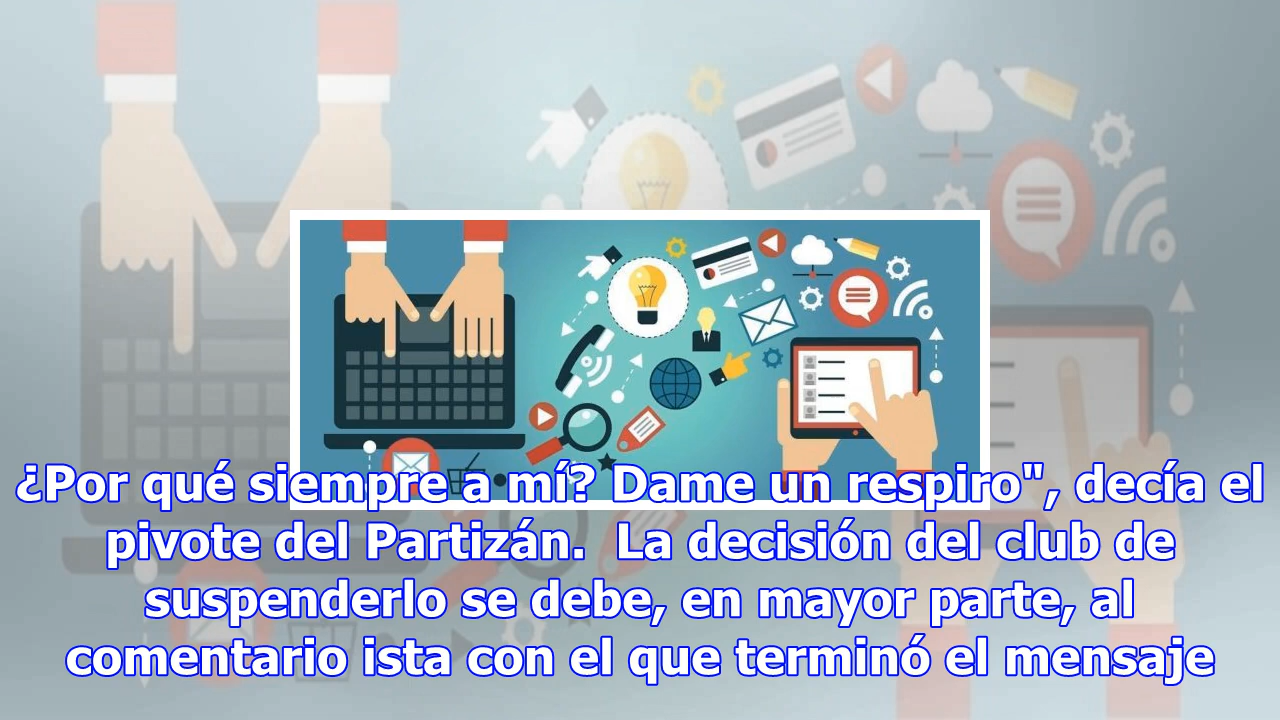 ¿Por qué siempre a mí? Dame un respiro", decía el
pivote del Partizán.  La decisión del club de
suspenderlo se debe, en mayor parte, al
comentario ista con el que terminó el mensaje